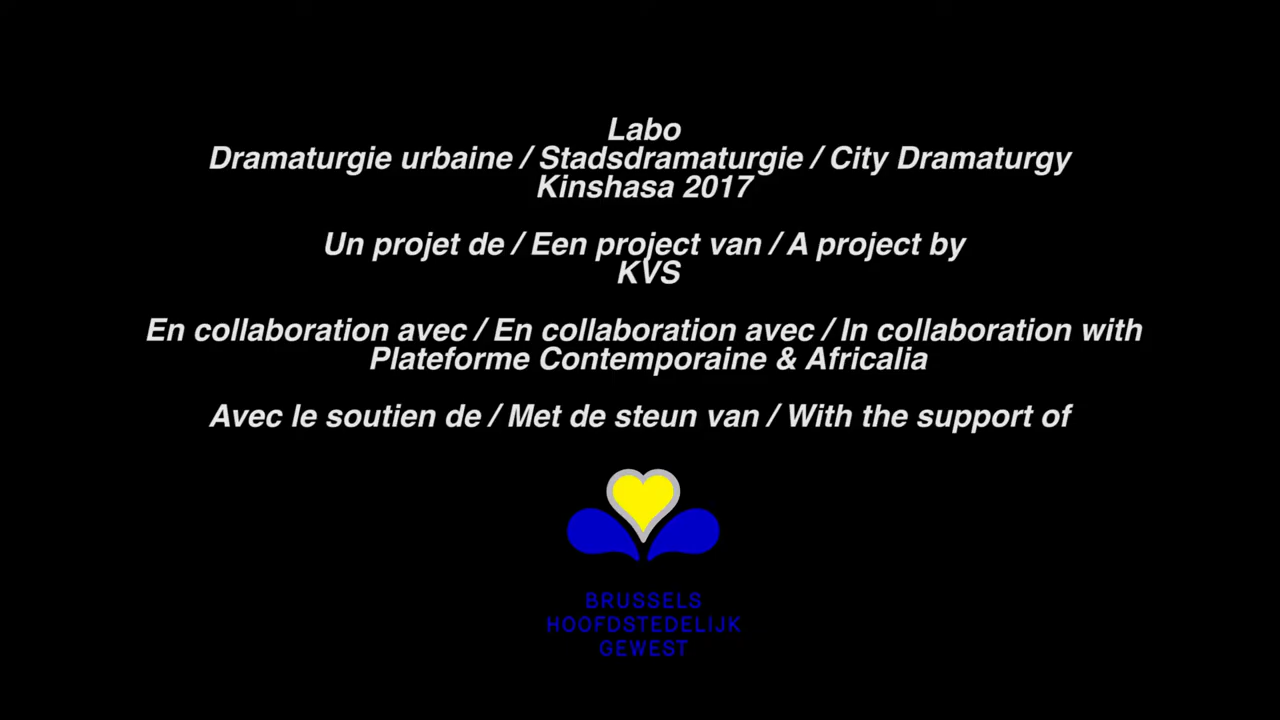 Labo
Dramaturgie urbaine / Stadsdramaturgie / City Dramaturgy
Kinshasa 2017
Un projet de / Een project van / A project by
KVS
En collaboration avec / En collaboration avec / In collaboration with
Plateforme Contemporaine & Africalia
Avec le soutien de / Met de steun van / With the support of
BRUSSELS
HOOFDSTEDELIJK
GEWEST